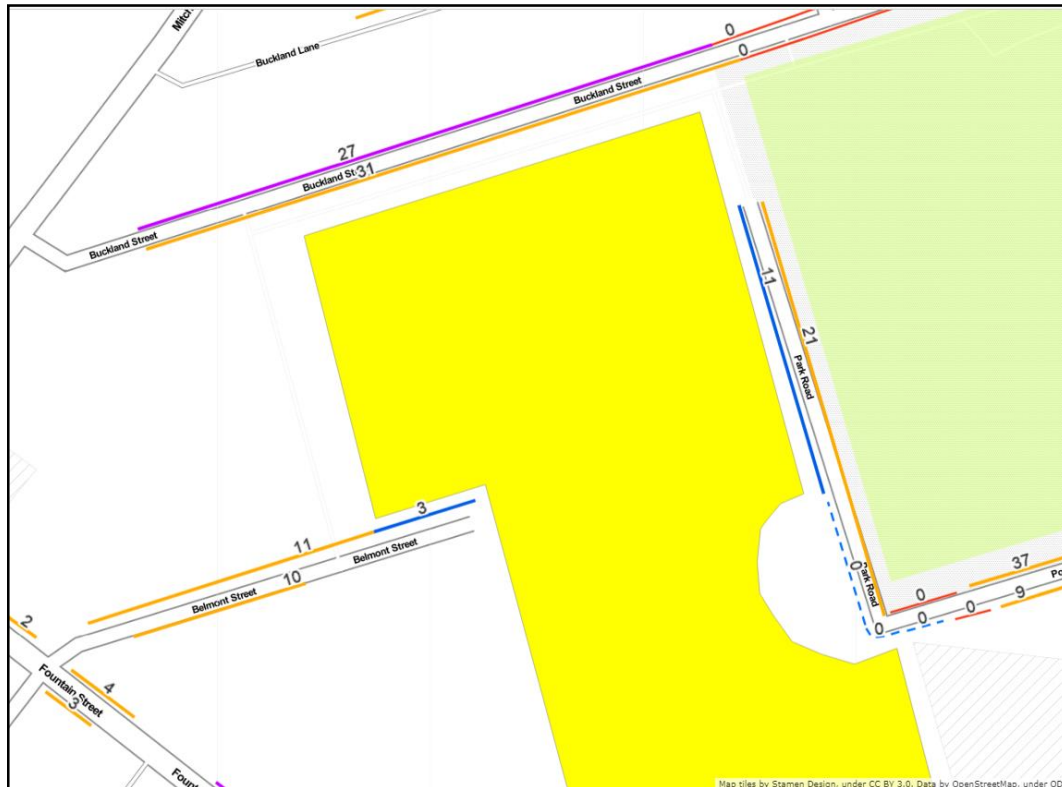 Mitch
Buckland Lane
0
0
Buckland Street
27
Buckland St
31
Buckland Street
11
21
Park Road
3
11
Belmont Street
10
Belmont Street
0
Park Road
37
0
Po
9
0
0
0
2
4
Fountain Street
3
Foun
Map tiles by Stamen Design, under CC BY 3.0. Data by OpenStreetMap, under OD